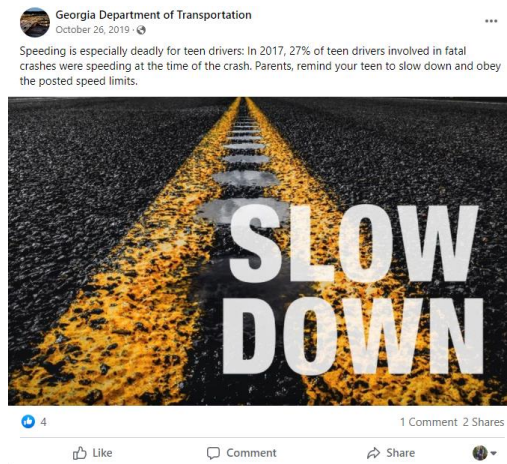 Georgia Department of Transportation
October 26, 2019 ·
Speeding is especially deadly for teen drivers: In 2017, 27% of teen drivers involved in fatal
crashes were speeding at the time of the crash. Parents, remind your teen to slow down and obey
the posted speed limits.
SLOW
DOWN
4
1 Comment 2 Shares
Like
Comment
Share